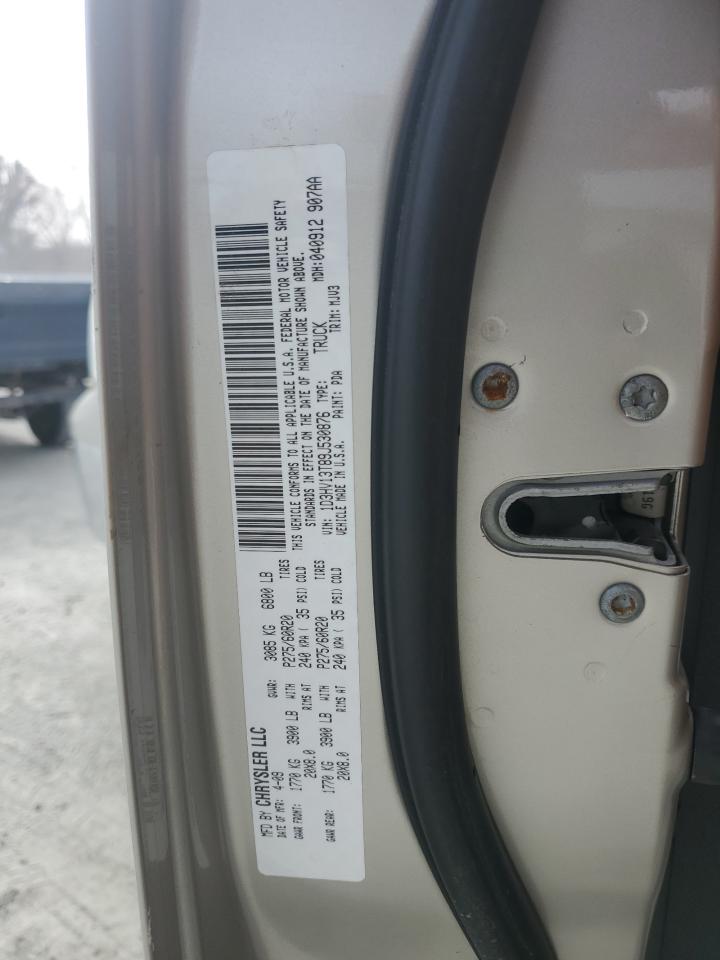 MFD BY CHRYSLER LLC
DATE OF MFR: 4-09 GVWR: 3085 KG 6800 LB
GAWR FRONT: 1770 KG 3900 LB WITH P275/60R20 TIRES
20X8.0 RIMS AT 240 KPA ( 35 PSI) COLD
GAWR REAR: 1770 KG 3900 LB WITH P275/60R20 TIRES
20X8.0 RIMS AT 240 KPA ( 35 PSI) COLD
THIS VEHICLE CONFORMS TO ALL APPLICABLE U.S.A. FEDERAL MOTOR VEHICLE SAFETY
STANDARDS IN EFFECT ON THE DATE OF MANUFACTURE SHOWN ABOVE.
VIN: 1D3HV13T89J530876 TYPE: TRUCK MDH:040912 907AA
VEHICLE MADE IN U.S.A. PAINT: PDA TRIM: MJV3